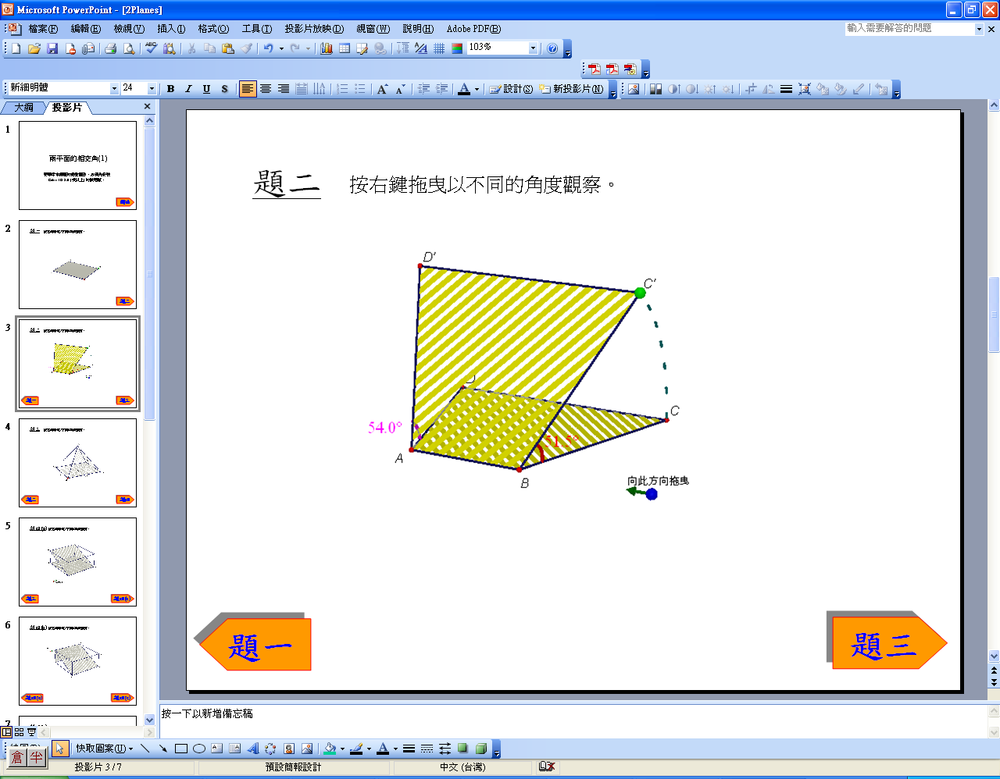 Microsoft PowerPoint - [2Planes]
檔案(F) 編輯(E) 檢視(V) 插入(I) 格式(O) 工具(T) 投影片放映(D) 視窗(W) 說明(H) Adobe PDF(B)
輸入需要解答的問題
103%
新細明體 24 B I U S 設計(S) 新投影片(N)
大綱 投影片
1
兩平面的相交角(1)
2
3
題一
4
5
6
7
題二 按右鍵拖曳以不同的角度觀察。
D'
C'
D
C
54.0°
51.5°
A
B
向此方向拖曳
題一
題三
按一下以新增備忘稿
快取圖案(U)
倉 半
投影片 3 / 7 預設簡報設計 中文 (台灣)